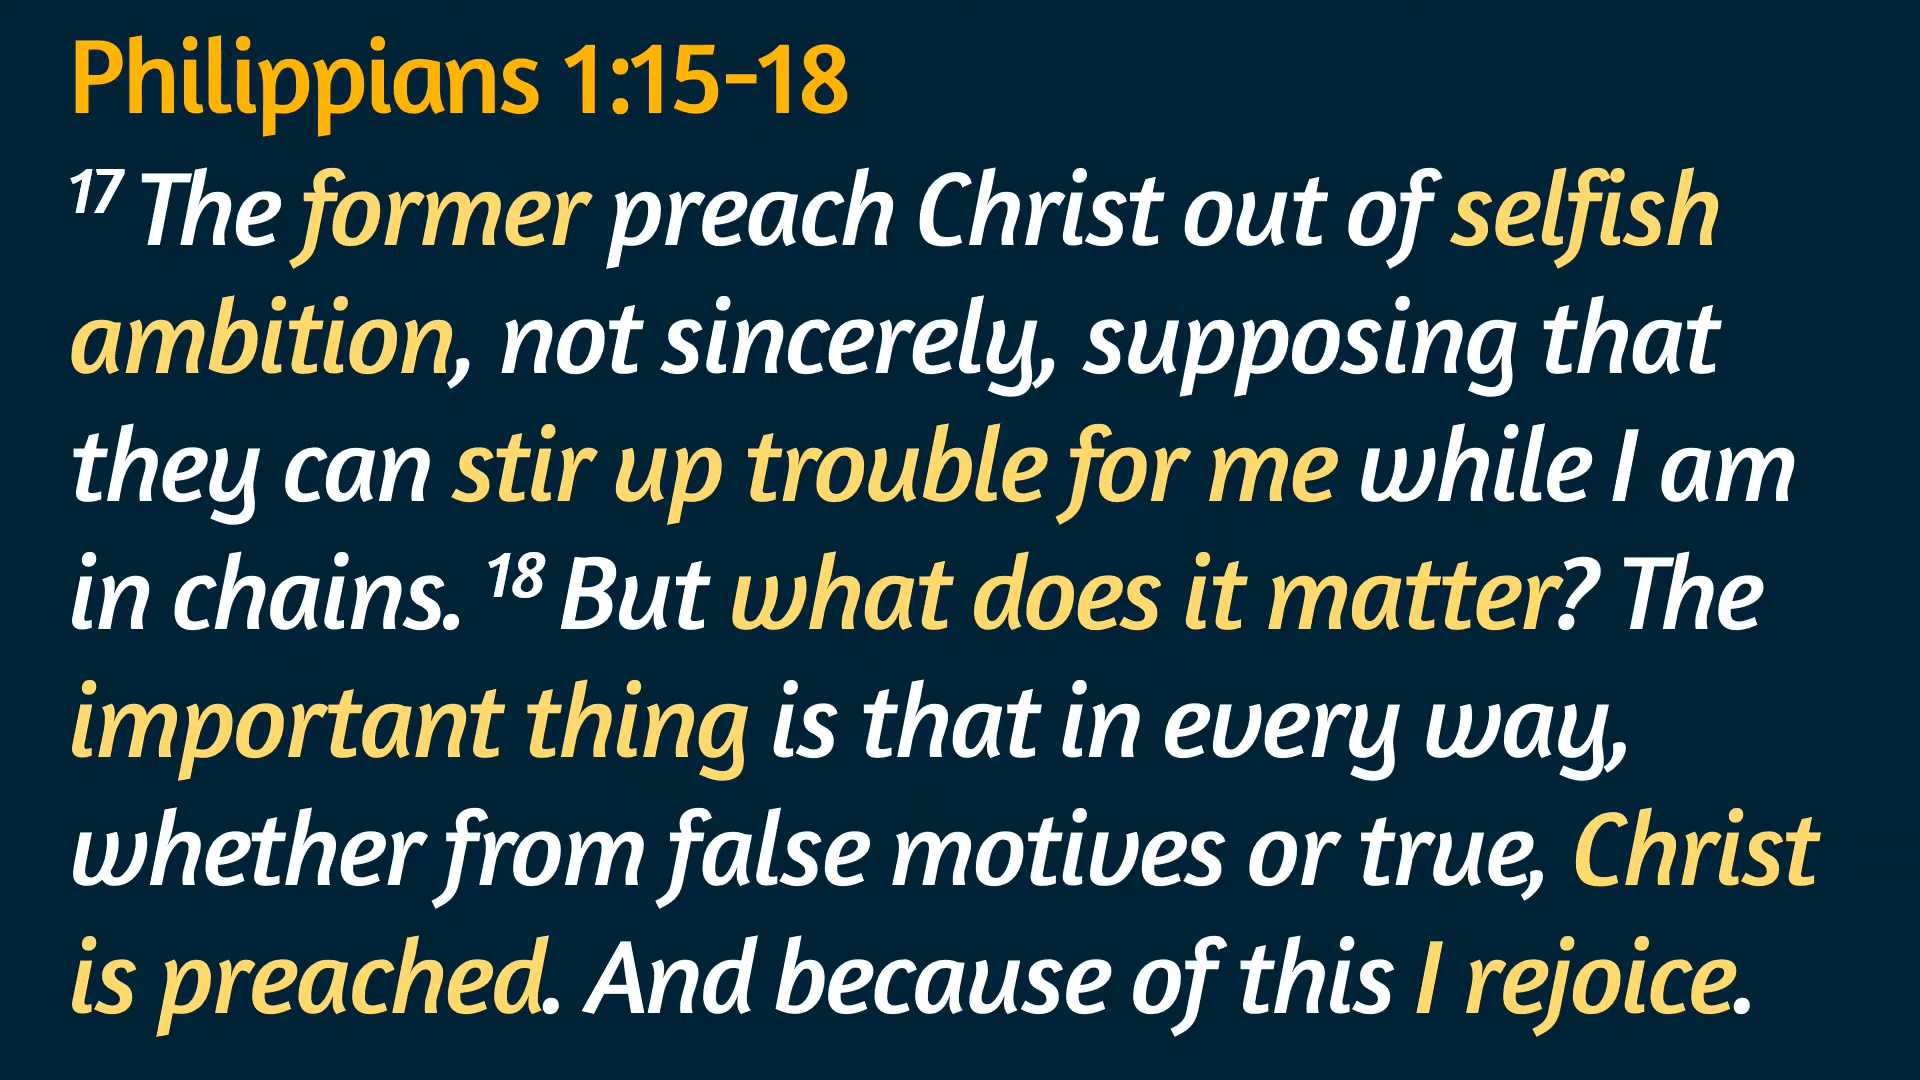 Philippians 1:15-18
17 The former preach Christ out of selfish
ambition, not sincerely, supposing that
they can stir up trouble for me while I am
in chains. 18 But what does it matter? The
important thing is that in every way,
whether from false motives or true, Christ
is preached. And because of this I rejoice.